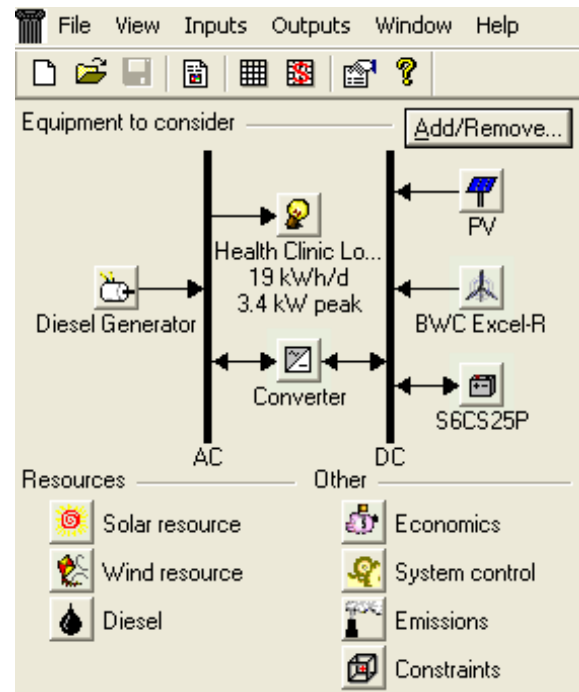 File View Inputs Outputs Window Help
Equipment to consider
Add/Remove...
PV
Health Clinic Lo...
19 kWh/d
3.4 kW peak
Diesel Generator
BWC Excel-R
Converter
S6CS25P
AC
DC
Resources
Other
Solar resource
Economics
Wind resource
System control
Diesel
Emissions
Constraints